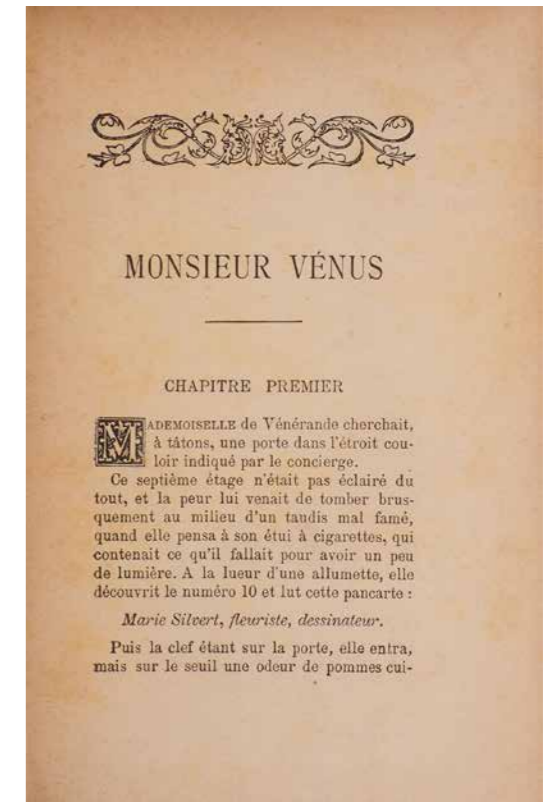 MONSIEUR VÉNUS
CHAPITRE PREMIER
MADEMOISELLE de Vénérande cherchait,
à tâtons, une porte dans l'étroit cou-
loir indiqué par le concierge.
Ce septième étage n'était pas éclairé du
tout, et la peur lui venait de tomber brus-
quement au milieu d'un taudis mal famé,
quand elle pensa à son étui à cigarettes, qui
contenait ce qu'il fallait pour avoir un peu
de lumière. A la lueur d'une allumette, elle
découvrit le numéro 10 et lut cette pancarte :
Marie Silvert, fleuriste, dessinateur.
Puis la clef étant sur la porte, elle entra,
mais sur le seuil une odeur de pommes cui-